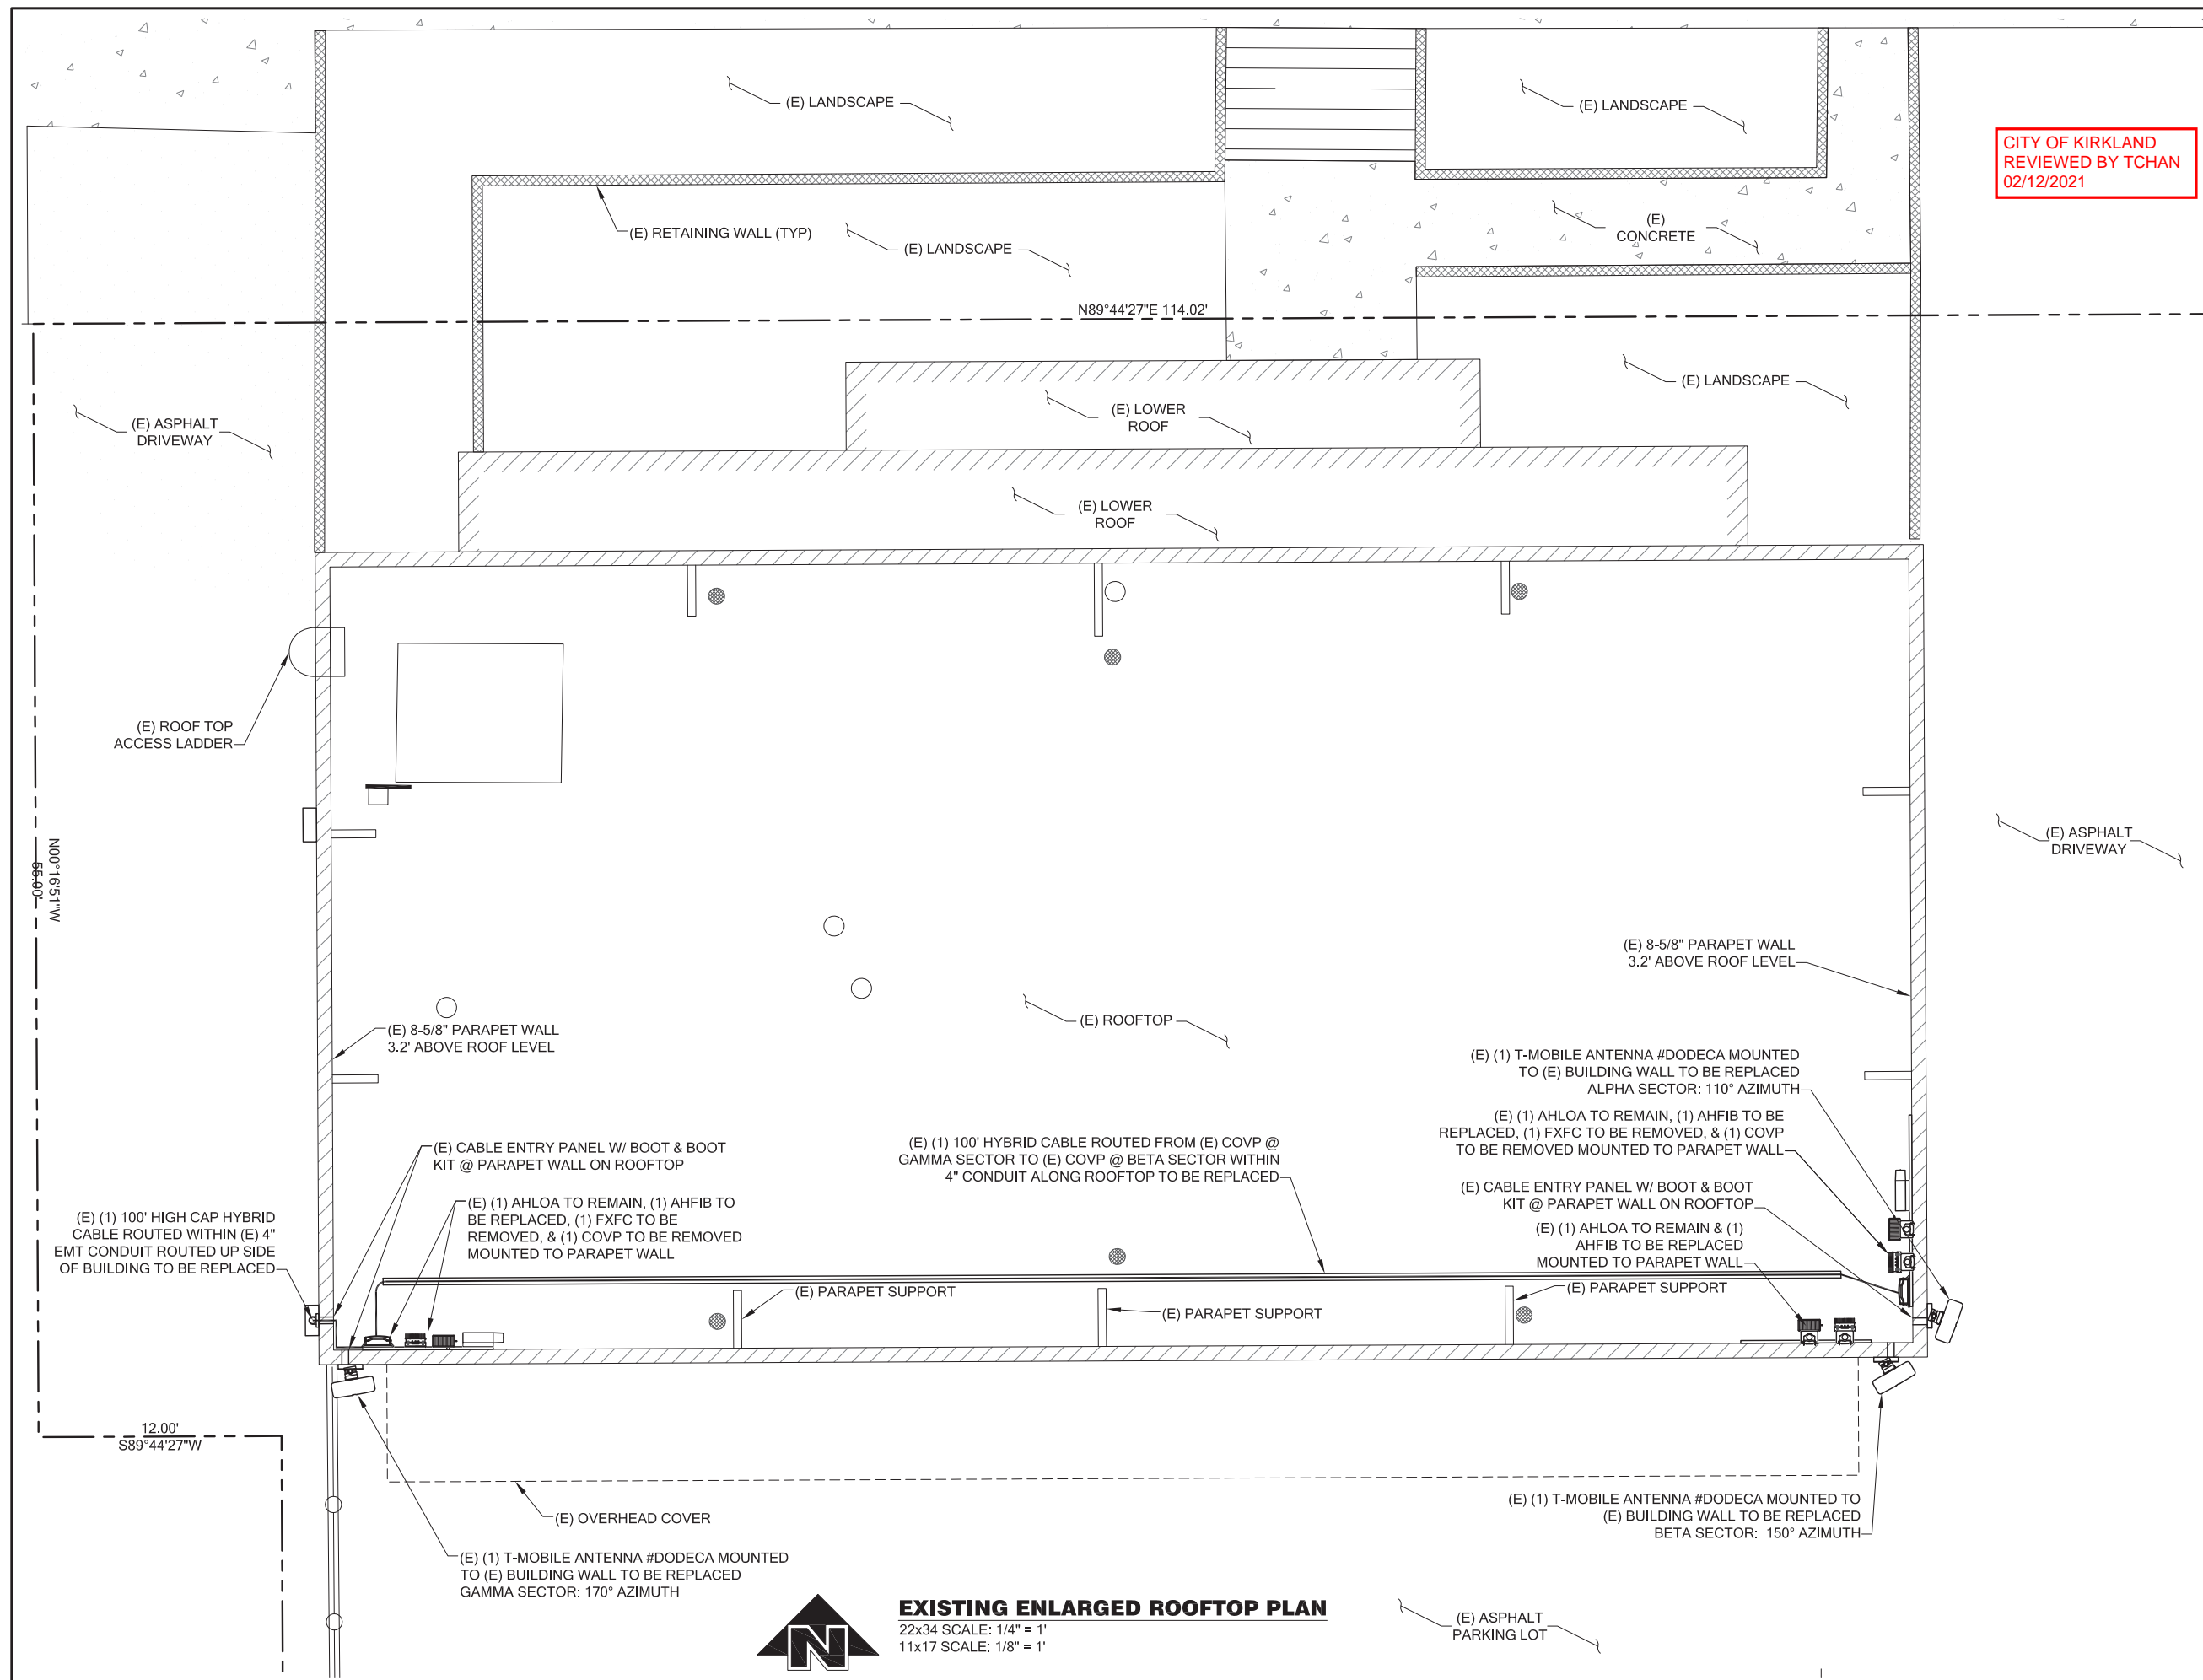 (E) LANDSCAPE
(E) LANDSCAPE
CITY OF KIRKLAND
REVIEWED BY TCHAN
02/12/2021
(E) RETAINING WALL (TYP)
(E) LANDSCAPE
(E)
CONCRETE
N89°44'27"E 114.02'
(E) LANDSCAPE
(E) ASPHALT
DRIVEWAY
(E) LOWER
ROOF
(E) LOWER
ROOF
(E) ROOF TOP
ACCESS LADDER
N00°16'51"W
55.00'
(E) ASPHALT
DRIVEWAY
(E) 8-5/8" PARAPET WALL
3.2' ABOVE ROOF LEVEL
(E) 8-5/8" PARAPET WALL
3.2' ABOVE ROOF LEVEL
(E) ROOFTOP
(E) (1) T-MOBILE ANTENNA #DODECA MOUNTED
TO (E) BUILDING WALL TO BE REPLACED
ALPHA SECTOR: 110° AZIMUTH
(E) (1) AHLOA TO REMAIN, (1) AHFIB TO BE
REPLACED, (1) FXFC TO BE REMOVED, & (1) COVP
TO BE REMOVED MOUNTED TO PARAPET WALL
(E) CABLE ENTRY PANEL W/ BOOT & BOOT
KIT @ PARAPET WALL ON ROOFTOP
(E) (1) 100' HYBRID CABLE ROUTED FROM (E) COVP @
GAMMA SECTOR TO (E) COVP @ BETA SECTOR WITHIN
4" CONDUIT ALONG ROOFTOP TO BE REPLACED
(E) CABLE ENTRY PANEL W/ BOOT & BOOT
KIT @ PARAPET WALL ON ROOFTOP
(E) (1) AHLOA TO REMAIN, (1) AHFIB TO
BE REPLACED, (1) FXFC TO BE
REMOVED, & (1) COVP TO BE REMOVED
MOUNTED TO PARAPET WALL
(E) (1) 100' HIGH CAP HYBRID
CABLE ROUTED WITHIN (E) 4"
EMT CONDUIT ROUTED UP SIDE
OF BUILDING TO BE REPLACED
(E) (1) AHLOA TO REMAIN & (1)
AHFIB TO BE REPLACED
MOUNTED TO PARAPET WALL
(E) PARAPET SUPPORT
(E) PARAPET SUPPORT
(E) PARAPET SUPPORT
12.00'
S89°44'27"W
(E) OVERHEAD COVER
(E) (1) T-MOBILE ANTENNA #DODECA MOUNTED TO
(E) BUILDING WALL TO BE REPLACED
BETA SECTOR: 150° AZIMUTH
(E) (1) T-MOBILE ANTENNA #DODECA MOUNTED
TO (E) BUILDING WALL TO BE REPLACED
GAMMA SECTOR: 170° AZIMUTH
N
EXISTING ENLARGED ROOFTOP PLAN
22x34 SCALE: 1/4" = 1'
11x17 SCALE: 1/8" = 1'
(E) ASPHALT
PARKING LOT